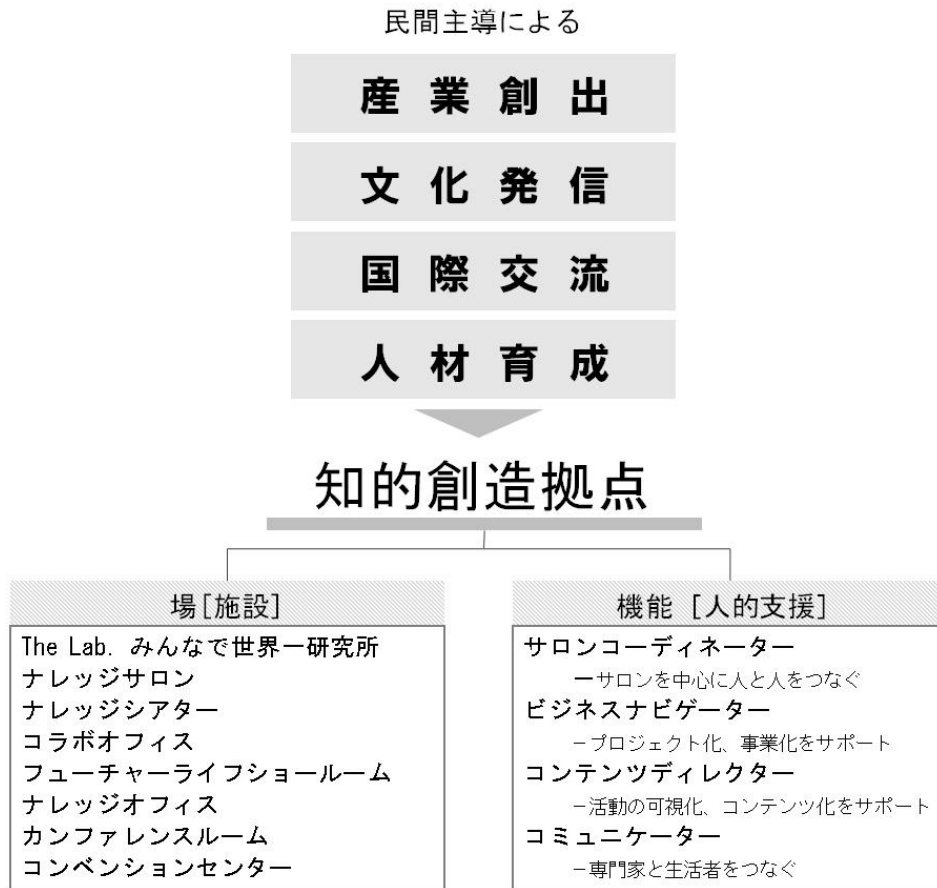 民間主導による
産業創出
文化発信
国際交流
人材育成
知的創造拠点
場[施設]
The Lab. みんなで世界一研究所
ナレッジサロン
ナレッジシアター
コラボオフィス
フューチャーライフショールーム
ナレッジオフィス
カンファレンスルーム
コンベンションセンター
機能 [人的支援]
サロンコーディネーター
ーサロンを中心に人と人をつなぐ
ビジネスナビゲーター
－プロジェクト化、事業化をサポート
コンテンツディレクター
－活動の可視化、コンテンツ化をサポート
コミュニケーター
－専門家と生活者をつなぐ